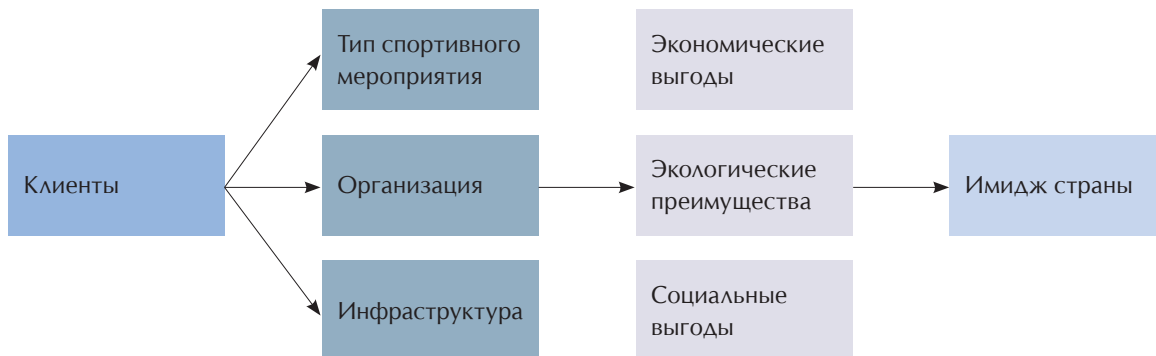 Тип спортивного
мероприятия
Экономические
выгоды
Клиенты
Организация
Экологические
преимущества
Имидж страны
Инфраструктура
Социальные
выгоды